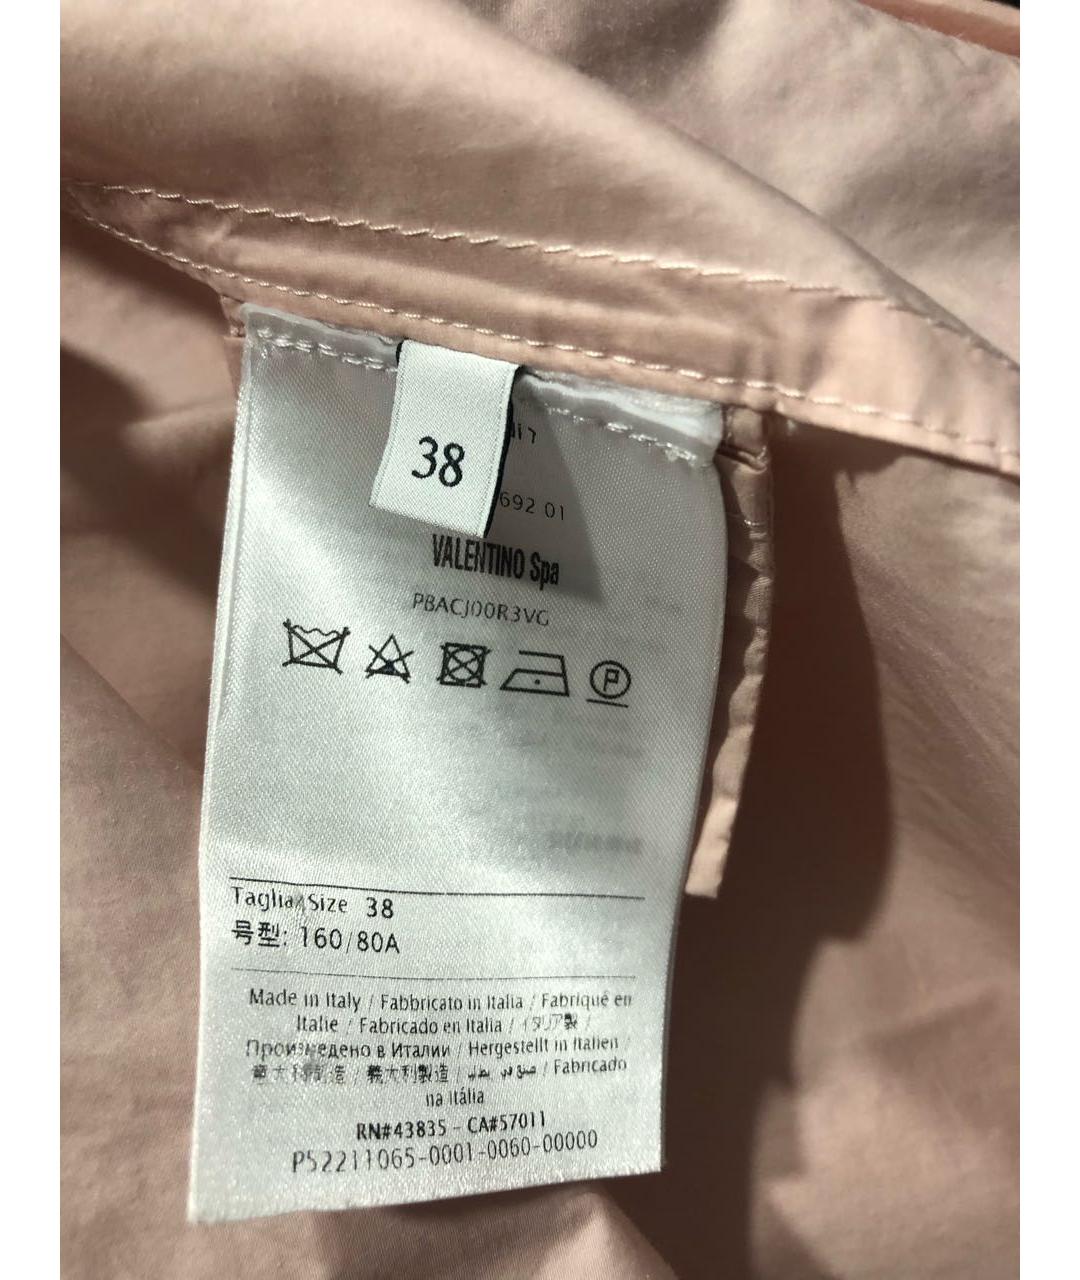 38
692 01
VALENTINO Spa
PBACJ00R3VG
P
Taglia/Size 38
号型: 160/80A
Made in Italy / Fabbricato in Italia / Fabriqué en
Italie / Fabricado en Italia / イタリア製 /
Произведено в Италии / Hergestellt in Italien /
意大利制造 / 義大利製造 / / Fabricado
na Itália
RN#43835 - CA#57011
P52211065-0001-0060-00000